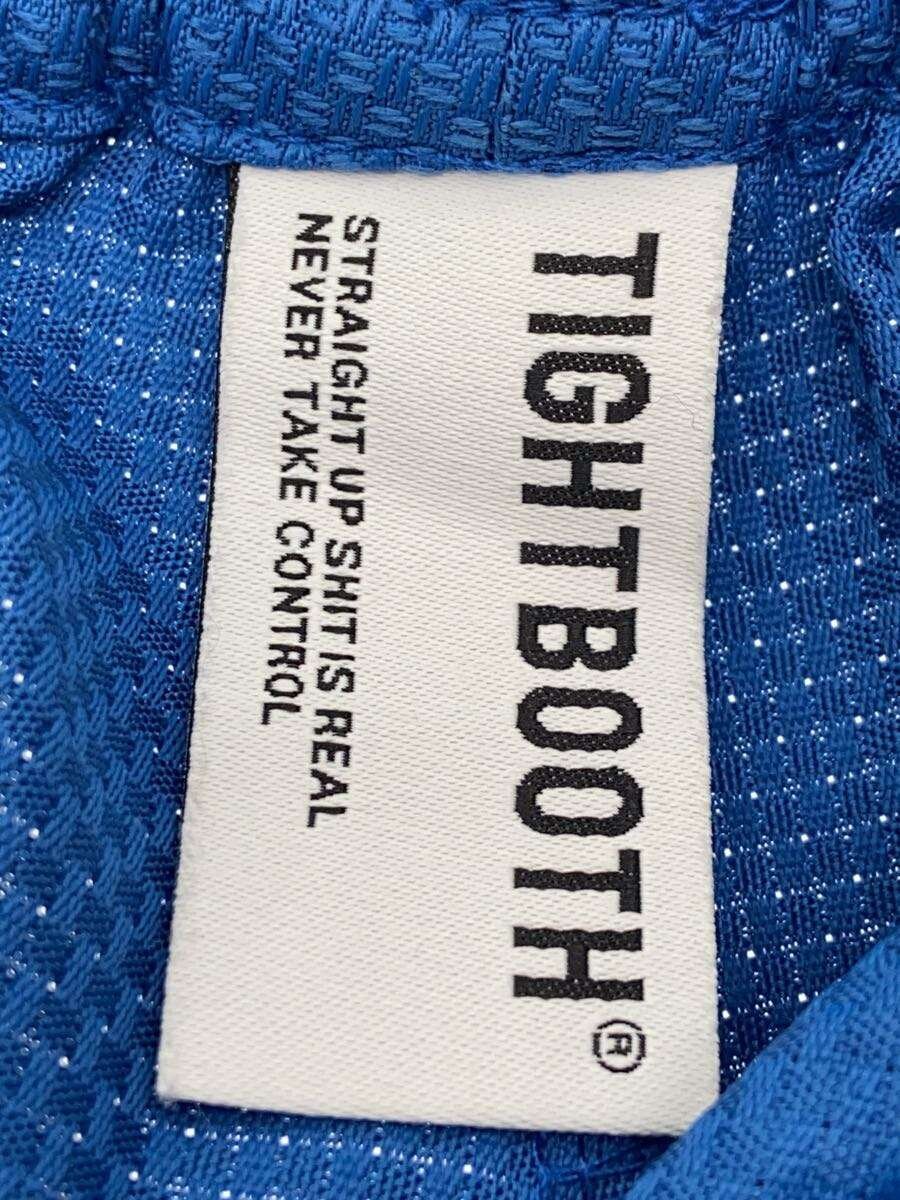 TIGHTBOOTH®
STRAIGHT UP SHIT IS REAL
NEVER TAKE CONTROL